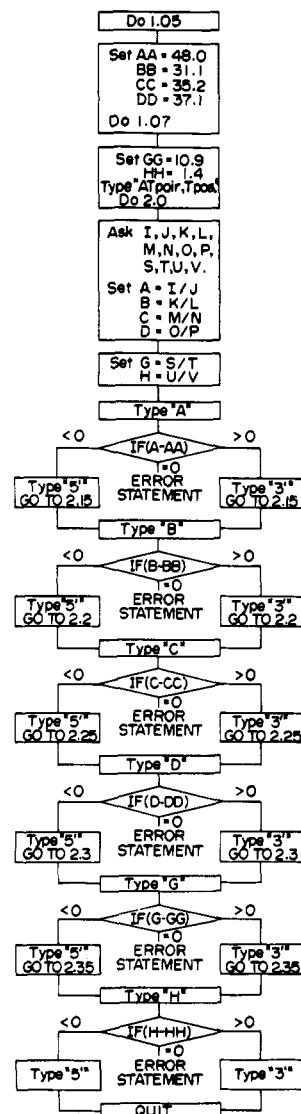 Do 1.05
Set AA = 48.0
BB = 31.1
CC = 35.2
DD = 37.1
Do 1.07
Set GG = 10.9
HH = 1.4
Type "ATpair, Tpos,"
Do 2.0
Ask I, J, K, L,
M, N, O, P,
S, T, U, V.
Set A = I/J
B = K/L
C = M/N
D = O/P
Set G = S/T
H = U/V
Type "A"
<0 IF(A-AA) >0
=0
Type "5'"
GO TO 2.15
ERROR
STATEMENT
Type "3'"
GO TO 2.15
Type "B"
<0 IF(B-BB) >0
=0
Type "5'"
GO TO 2.2
ERROR
STATEMENT
Type "3'"
GO TO 2.2
Type "C"
<0 IF(C-CC) >0
=0
Type "5'"
GO TO 2.25
ERROR
STATEMENT
Type "3'"
GO TO 2.25
Type "D"
<0 IF(D-DD) >0
=0
Type "5'"
GO TO 2.3
ERROR
STATEMENT
Type "3'"
GO TO 2.3
Type "G"
<0 IF(G-GG) >0
=0
Type "5'"
GO TO 2.35
ERROR
STATEMENT
Type "3'"
GO TO 2.35
Type "H"
<0 IF(H-HH) >0
=0
Type "5'"
ERROR
STATEMENT
Type "3'"
QUIT